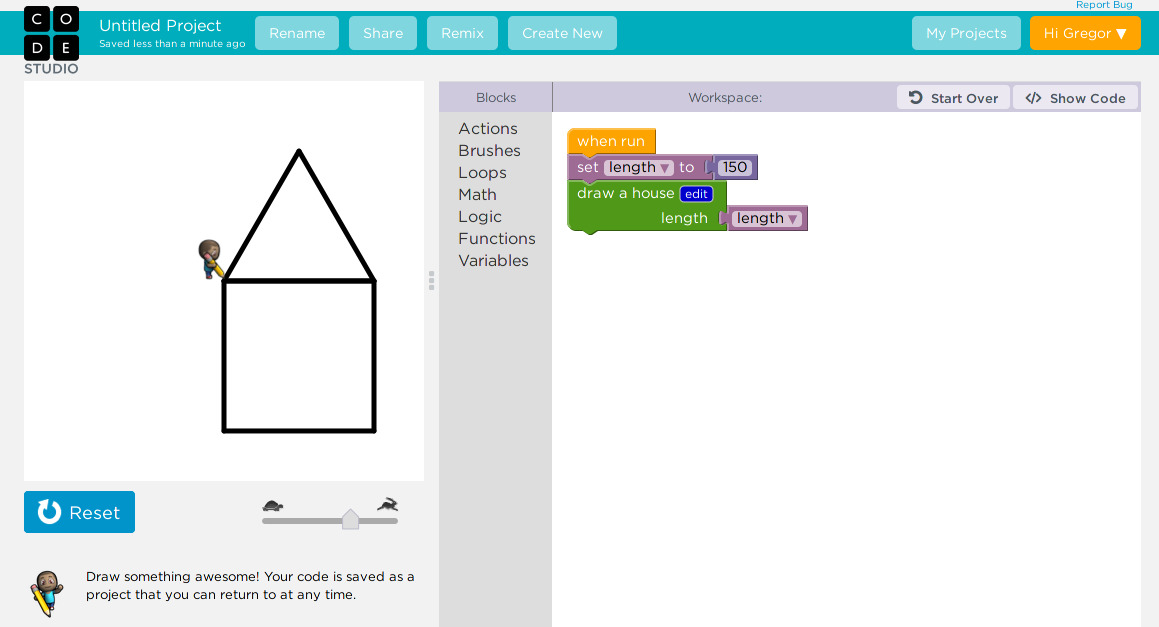 Report Bug
C O
D E
STUDIO
Untitled Project
Saved less than a minute ago
Rename
Share
Remix
Create New
My Projects
Hi Gregor ▼
Blocks
Workspace:
Start Over
</> Show Code
Actions
Brushes
Loops
Math
Logic
Functions
Variables
when run
set length ▼ to 150
draw a house edit
length length ▼
Reset
Draw something awesome! Your code is saved as a
project that you can return to at any time.